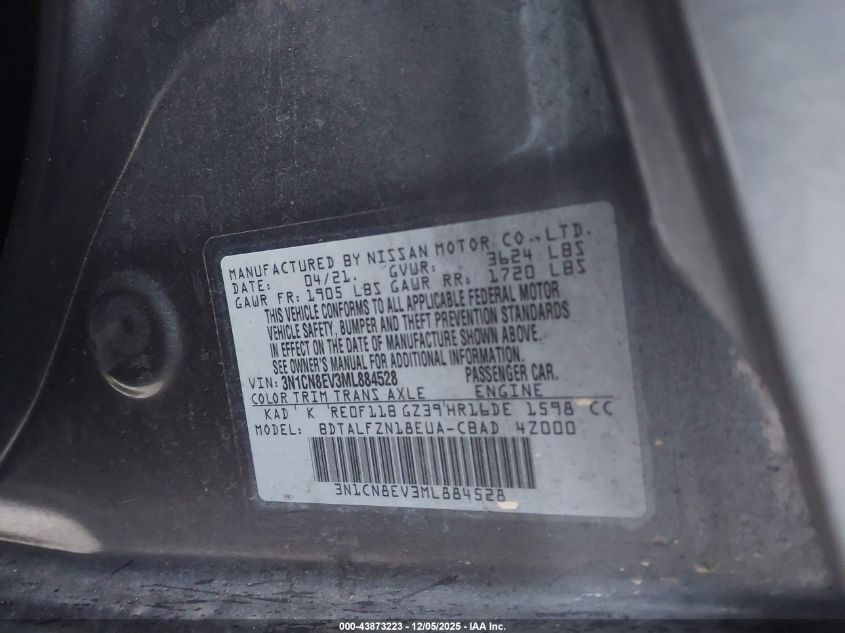 MANUFACTURED BY NISSAN MOTOR CO., LTD.
DATE: 04/21. GVWR: 3624 LBS
GAWR FR: 1905 LBS GAWR RR: 1720 LBS
THIS VEHICLE CONFORMS TO ALL APPLICABLE FEDERAL MOTOR
VEHICLE SAFETY, BUMPER AND THEFT PREVENTION STANDARDS
IN EFFECT ON THE DATE OF MANUFACTURE SHOWN ABOVE.
SEE OWNER'S MANUAL FOR ADDITIONAL INFORMATION.
VIN: 3N1CN8EV3ML884528 PASSENGER CAR.
COLOR TRIM TRANS AXLE ENGINE
KAD K RE0F11B GZ39 HR16DE 1598 CC
MODEL: BDTALFZN18EUA-CBAD 4Z000
3N1CN8EV3ML884528
000-43873223 - 12/05/2025 - IAA Inc.